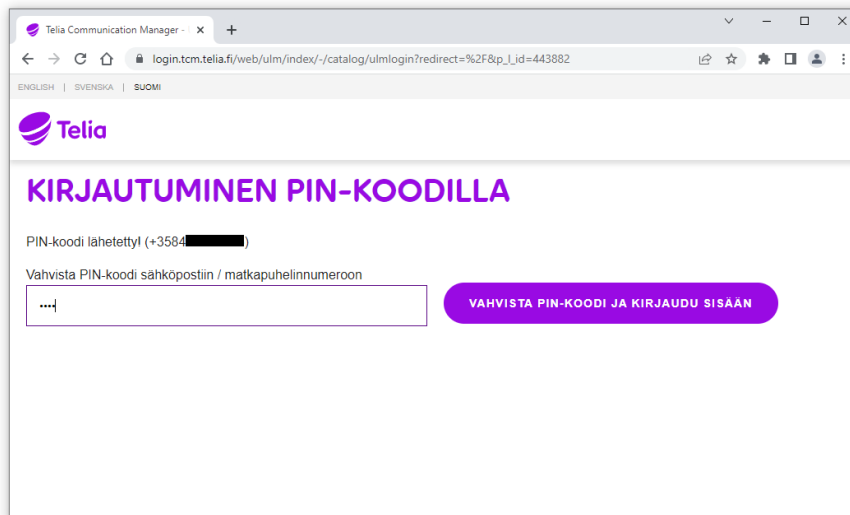 Telia Communication Manager -
login.tcm.telia.fi/web/ulm/index/-/catalog/ulmlogin?redirect=%2F&p_l_id=443882
ENGLISH | SVENSKA | SUOMI
Telia
KIRJAUTUMINEN PIN-KOODILLA
PIN-koodi lähetetty! (+3584 )
Vahvista PIN-koodi sähköpostiin / matkapuhelinnumeroon
••••
VAHVISTA PIN-KOODI JA KIRJAUDU SISÄÄN